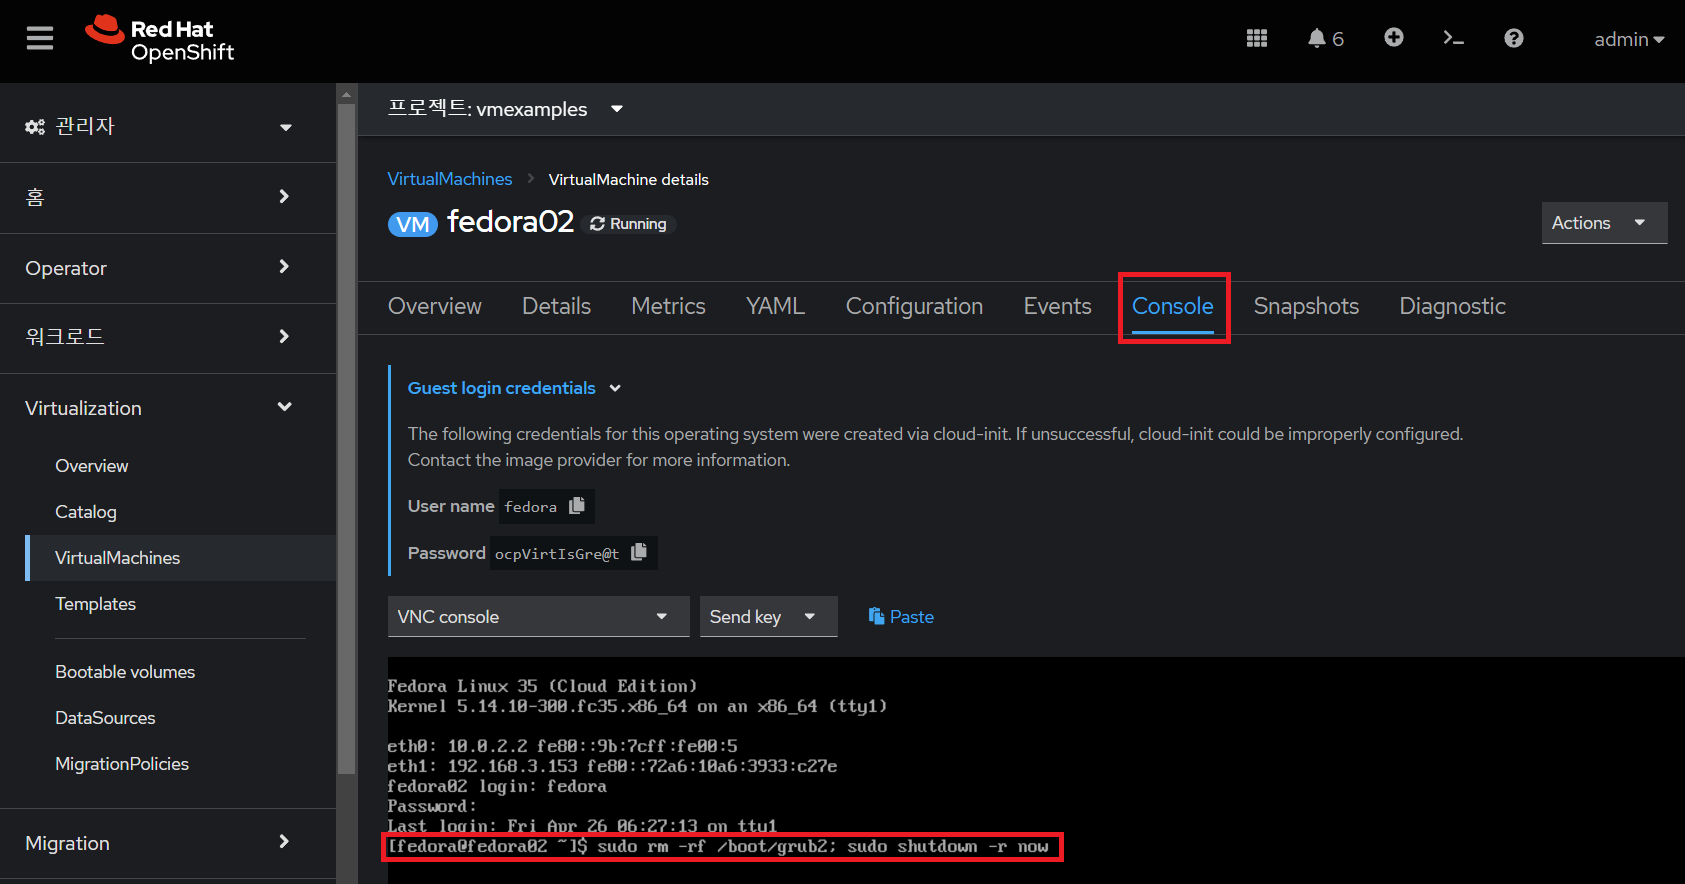 Red Hat
OpenShift
6
admin
관리자
홈
Operator
워크로드
Virtualization
Overview
Catalog
VirtualMachines
Templates
Bootable volumes
DataSources
MigrationPolicies
Migration
프로젝트: vmexamples
VirtualMachines > VirtualMachine details
VM fedora02 Running
Actions
Overview Details Metrics YAML Configuration Events Console Snapshots Diagnostic
Guest login credentials
The following credentials for this operating system were created via cloud-init. If unsuccessful, cloud-init could be improperly configured.
Contact the image provider for more information.
User name fedora
Password ocpVirtIsGre@t
VNC console Send key Paste
Fedora Linux 35 (Cloud Edition)
Kernel 5.14.10-300.fc35.x86_64 on an x86_64 (tty1)
eth0: 10.0.2.2 fe80::9b:7cff:fe00:5
eth1: 192.168.3.153 fe80::72a6:10a6:3933:c27e
fedora02 login: fedora
Password:
Last login: Fri Apr 26 06:27:13 on tty1
[fedora@fedora02 ~]$ sudo rm -rf /boot/grub2; sudo shutdown -r now